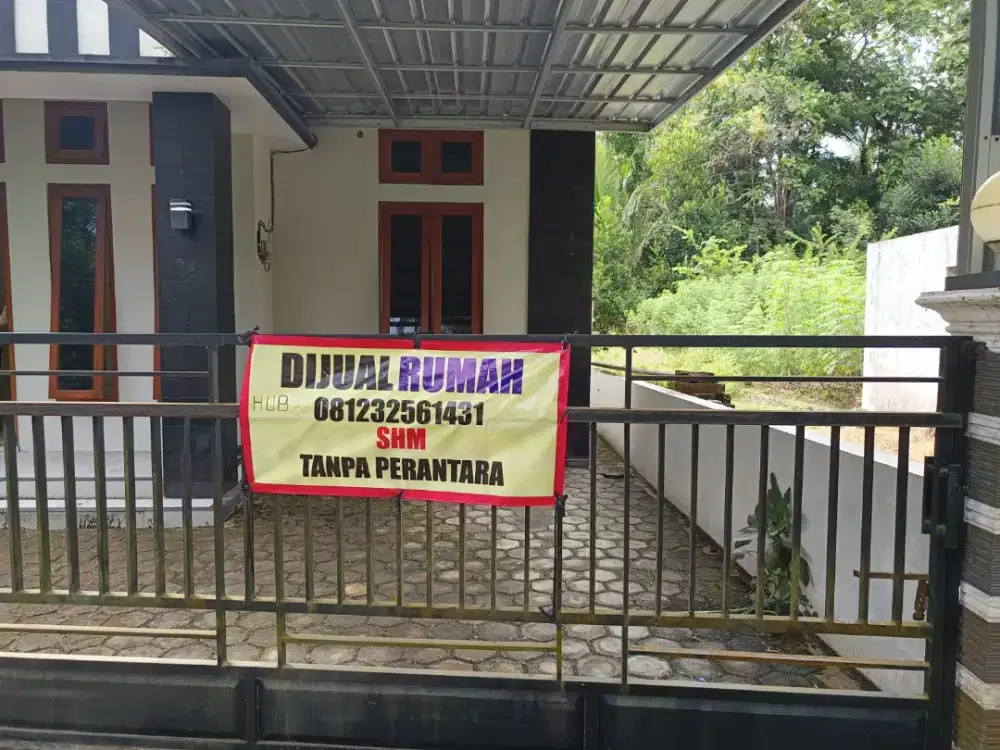 DIJUAL RUMAH
HUB. 081232561431
SHM
TANPA PERANTARA